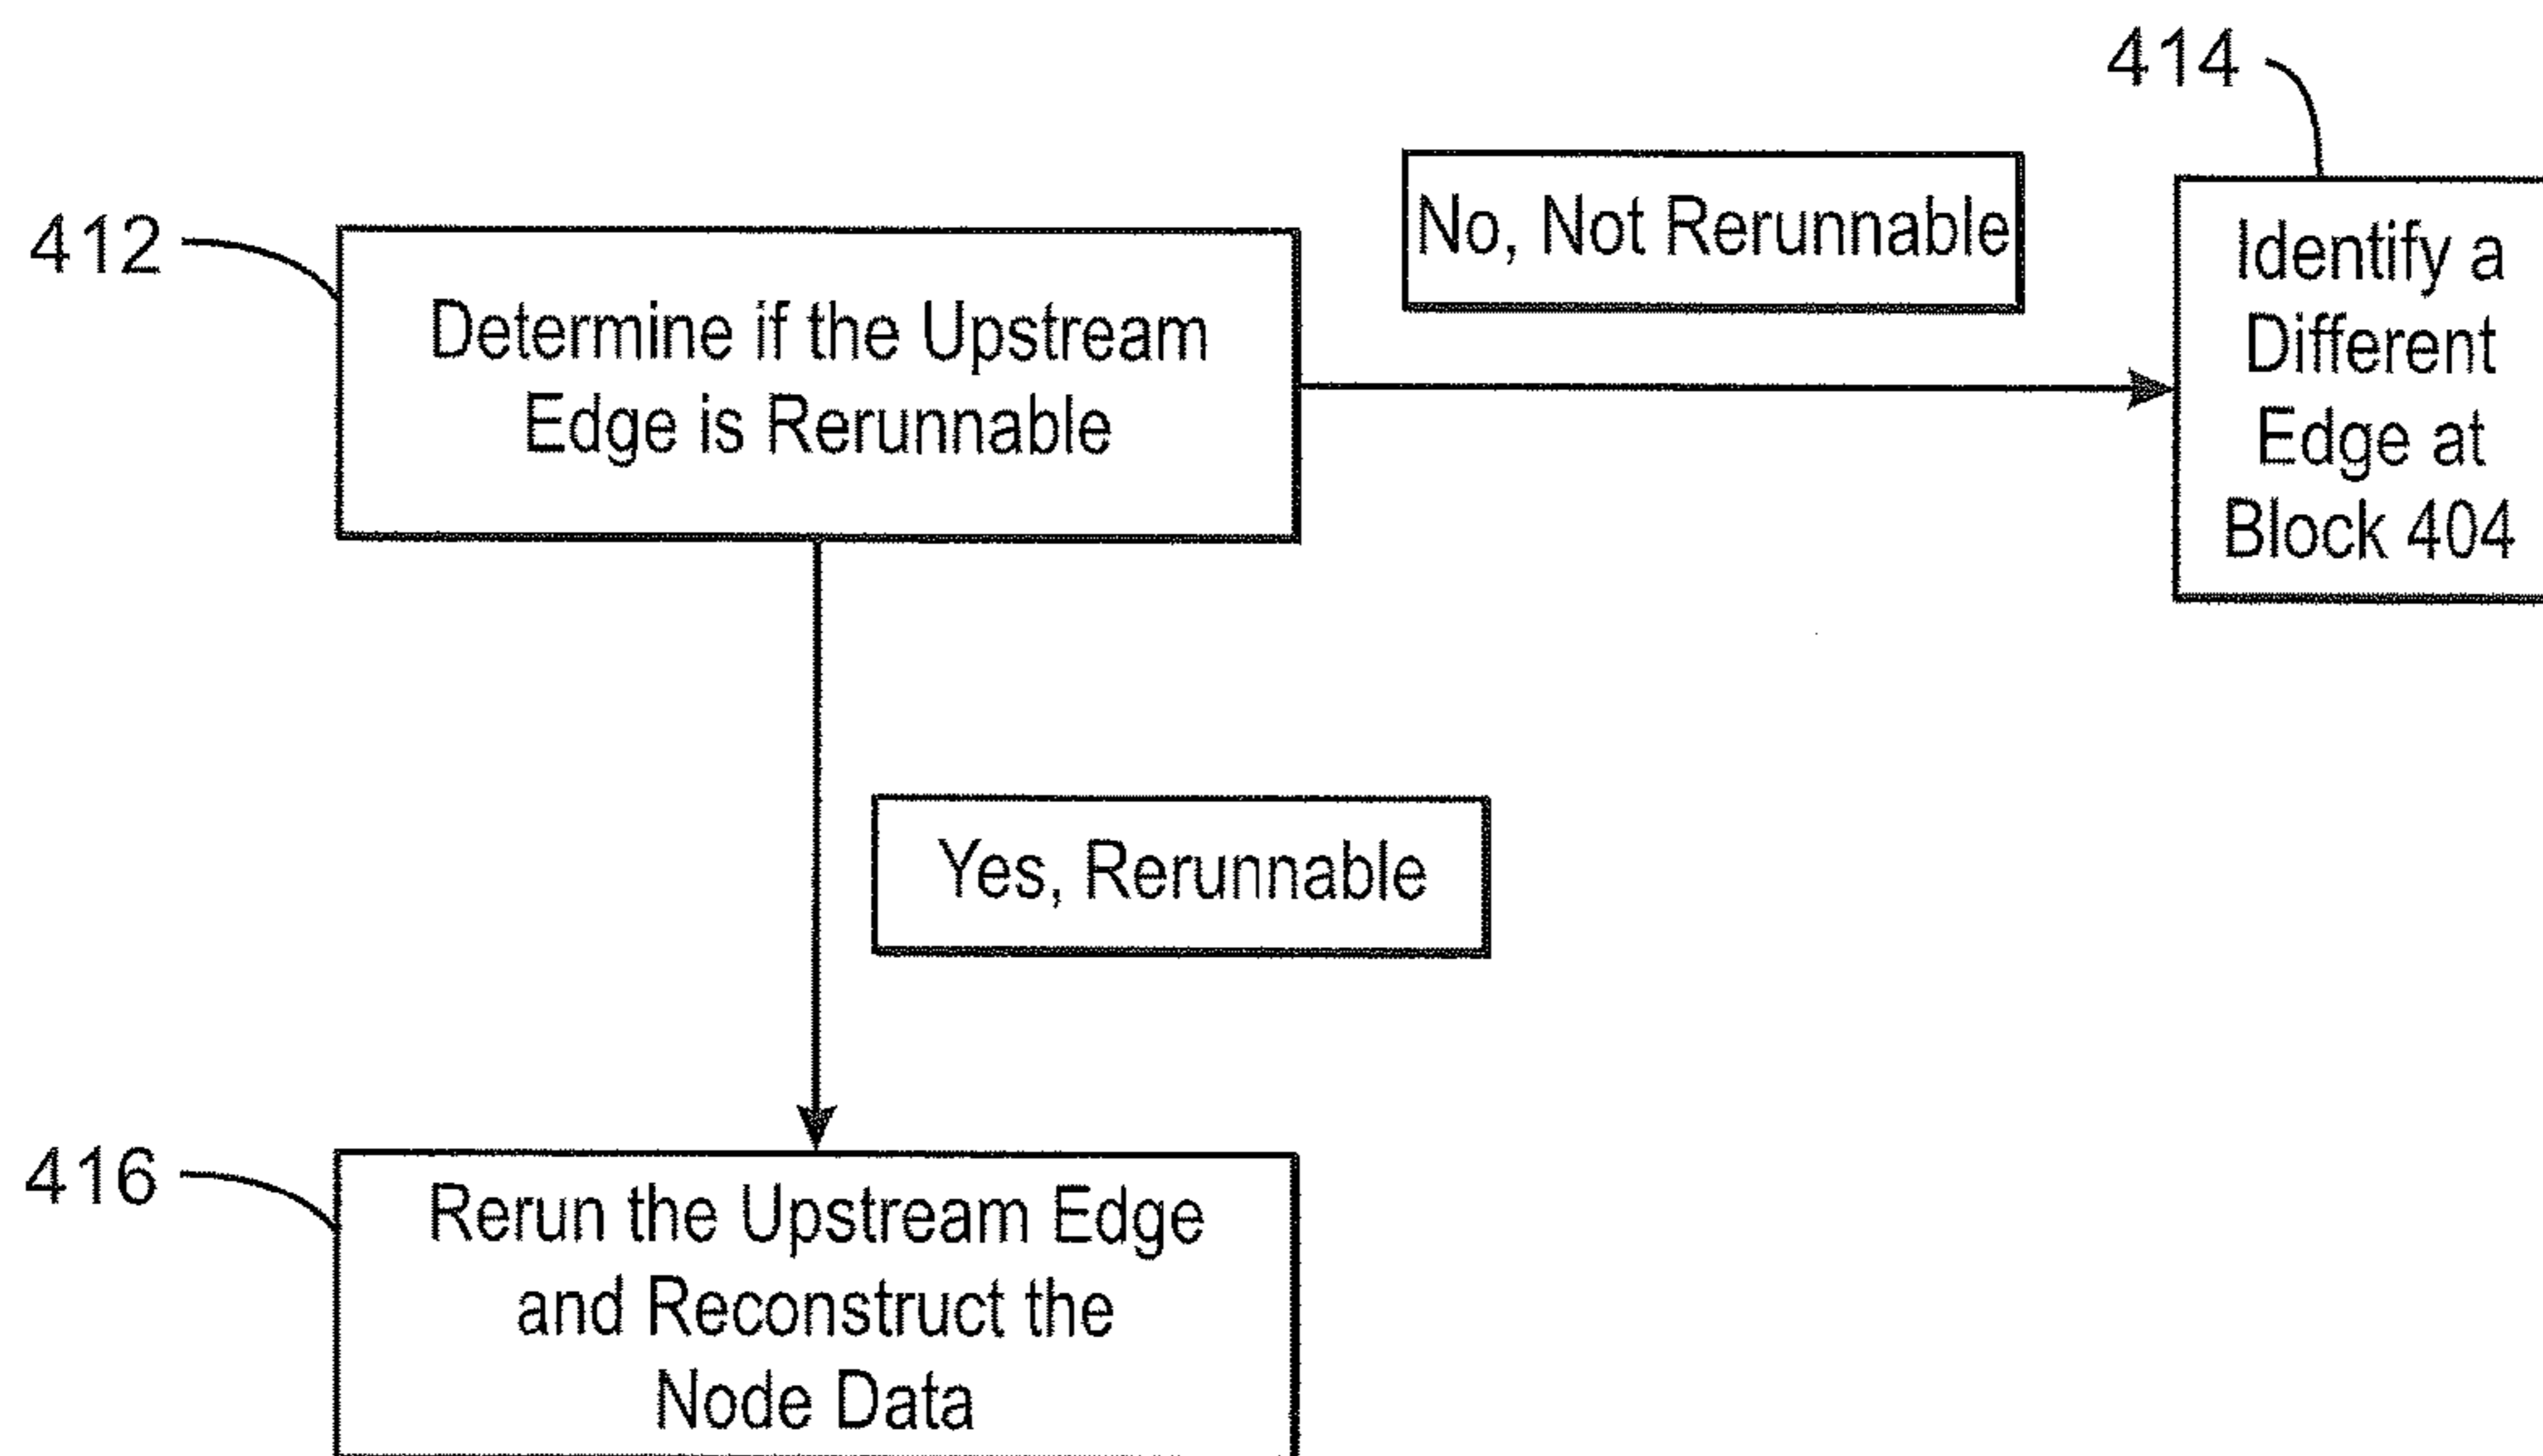 414
No, Not Rerunnable
412
Determine if the Upstream
Edge is Rerunnable
Identify a
Different
Edge at
Block 404
Yes, Rerunnable
416
Rerun the Upstream Edge
and Reconstruct the
Node Data